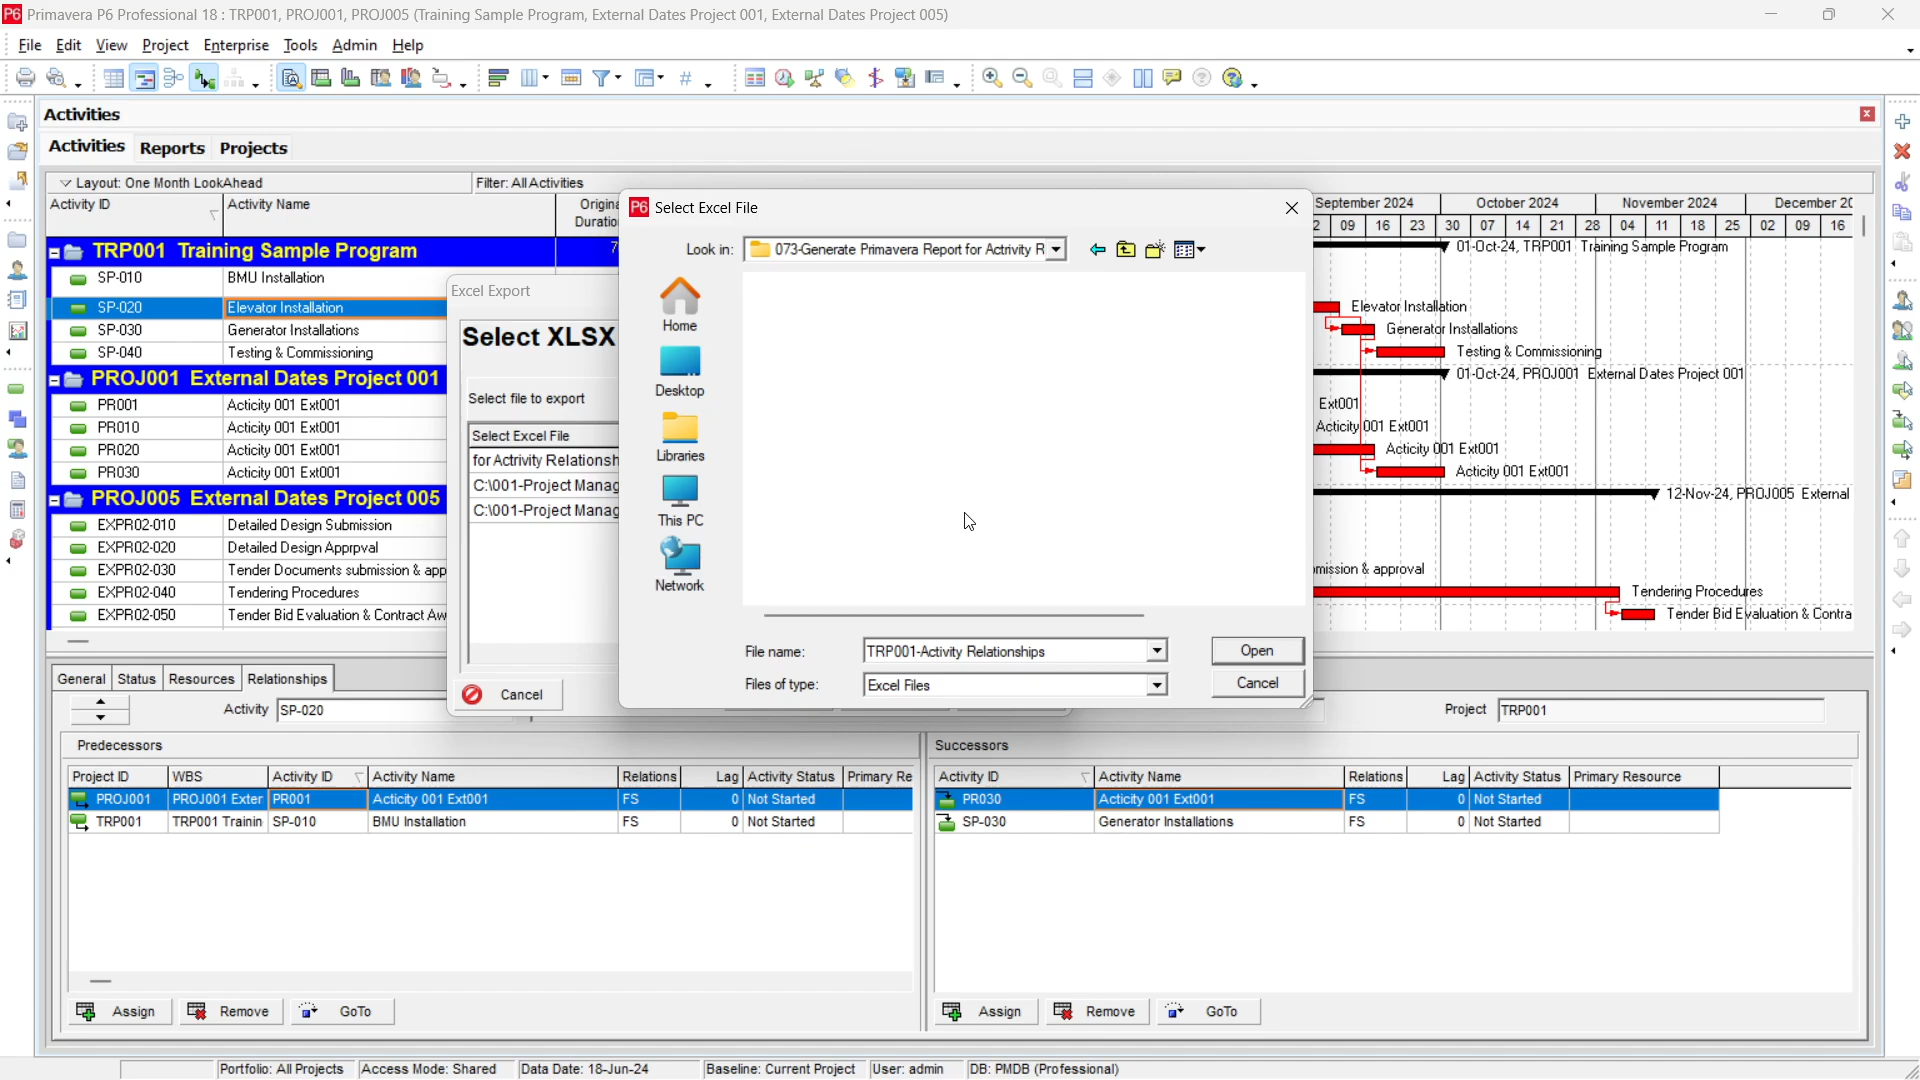 P6 Primavera P6 Professional 18 : TRP001, PROJ001, PROJ005 (Training Sample Program, External Dates Project 001, External Dates Project 005)
File Edit View Project Enterprise Tools Admin Help
Activities
Activities Reports Projects
Layout: One Month LookAhead Filter: All Activities
Activity ID Activity Name Origina Duratio
September 2024 October 2024 November 2024 December 20
2 09 16 23 30 07 14 21 28 04 11 18 25 02 09 16
TRP001 Training Sample Program 7
01-Oct-24, TRP001 Training Sample Program
SP-010 BMU Installation
SP-020 Elevator Installation
Elevator Installation
SP-030 Generator Installations
Generator Installations
SP-040 Testing & Commissioning
Testing & Commissioning
PROJ001 External Dates Project 001
01-Oct-24, PROJ001 External Dates Project 001
PR001 Acticity 001 Ext001
Ext001
PR010 Acticity 001 Ext001
Acticity 001 Ext001
PR020 Acticity 001 Ext001
Acticity 001 Ext001
PR030 Acticity 001 Ext001
Acticity 001 Ext001
PROJ005 External Dates Project 005
12-Nov-24, PROJ005 External
EXPR02-010 Detailed Design Submission
EXPR02-020 Detailed Design Apprpval
EXPR02-030 Tender Documents submission & app
mission & approval
EXPR02-040 Tendering Procedures
Tendering Procedures
EXPR02-050 Tender Bid Evaluation & Contract Aw
Tender Bid Evaluation & Contra
Excel Export
Select XLSX
Select file to export
Select Excel File
for Actrivity Relationsh
C:\001-Project Manag
C:\001-Project Manag
Cancel
P6 Select Excel File
Look in: 073-Generate Primavera Report for Actrivity R
Home
Desktop
Libraries
This PC
Network
File name: TRP001-Activity Relationships Open
Files of type: Excel Files Cancel
General Status Resources Relationships
Activity SP-020 Project TRP001
Predecessors
Project ID WBS Activity ID Activity Name Relations Lag Activity Status Primary Re
PROJ001 PROJ001 Exter PR001 Acticity 001 Ext001 FS 0 Not Started
TRP001 TRP001 Trainin SP-010 BMU Installation FS 0 Not Started
Assign Remove GoTo
Successors
Activity ID Activity Name Relations Lag Activity Status Primary Resource
PR030 Acticity 001 Ext001 FS 0 Not Started
SP-030 Generator Installations FS 0 Not Started
Assign Remove GoTo
Portfolio: All Projects Access Mode: Shared Data Date: 18-Jun-24 Baseline: Current Project User: admin DB: PMDB (Professional)